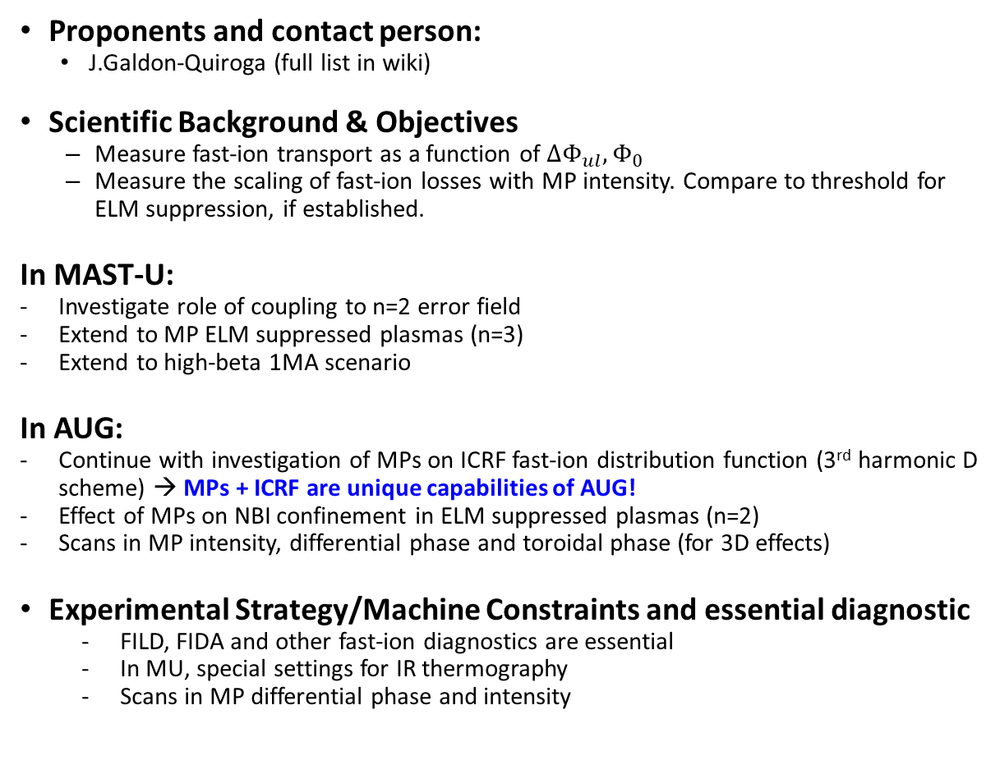 • Proponents and contact person:
• J.Galdon-Quiroga (full list in wiki)
• Scientific Background & Objectives
– Measure fast-ion transport as a function of ΔΦ_{ul}, Φ_0
– Measure the scaling of fast-ion losses with MP intensity. Compare to threshold for
ELM suppression, if established.
In MAST-U:
- Investigate role of coupling to n=2 error field
- Extend to MP ELM suppressed plasmas (n=3)
- Extend to high-beta 1MA scenario
In AUG:
- Continue with investigation of MPs on ICRF fast-ion distribution function (3rd harmonic D
scheme) → MPs + ICRF are unique capabilities of AUG!
- Effect of MPs on NBI confinement in ELM suppressed plasmas (n=2)
- Scans in MP intensity, differential phase and toroidal phase (for 3D effects)
• Experimental Strategy/Machine Constraints and essential diagnostic
- FILD, FIDA and other fast-ion diagnostics are essential
- In MU, special settings for IR thermography
- Scans in MP differential phase and intensity